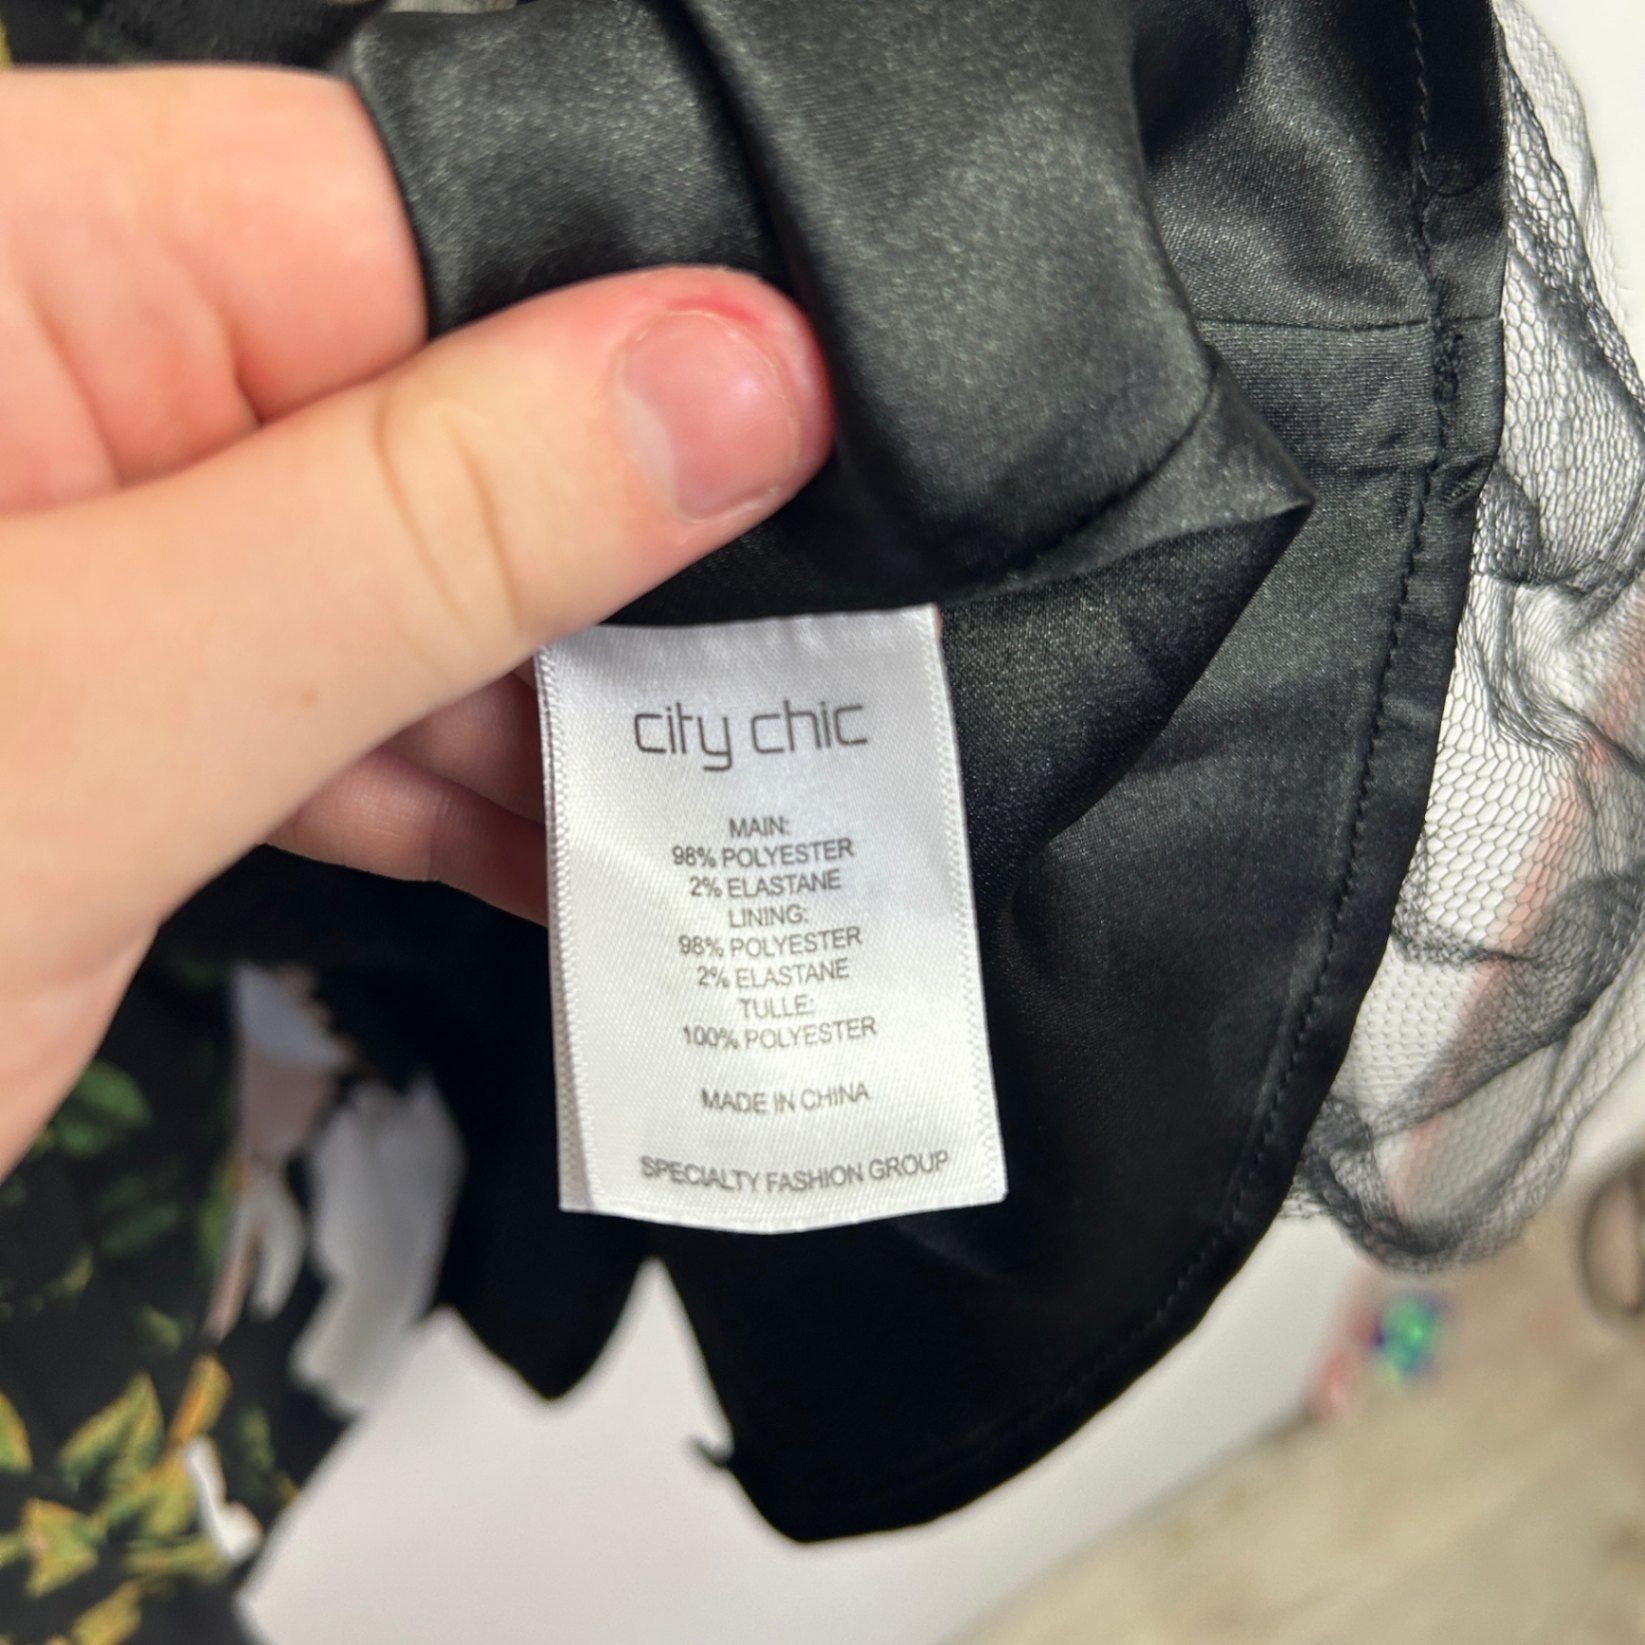 city chic
MAIN:
98% POLYESTER
2% ELASTANE
LINING:
98% POLYESTER
2% ELASTANE
TULLE:
100% POLYESTER
MADE IN CHINA
SPECIALTY FASHION GROUP